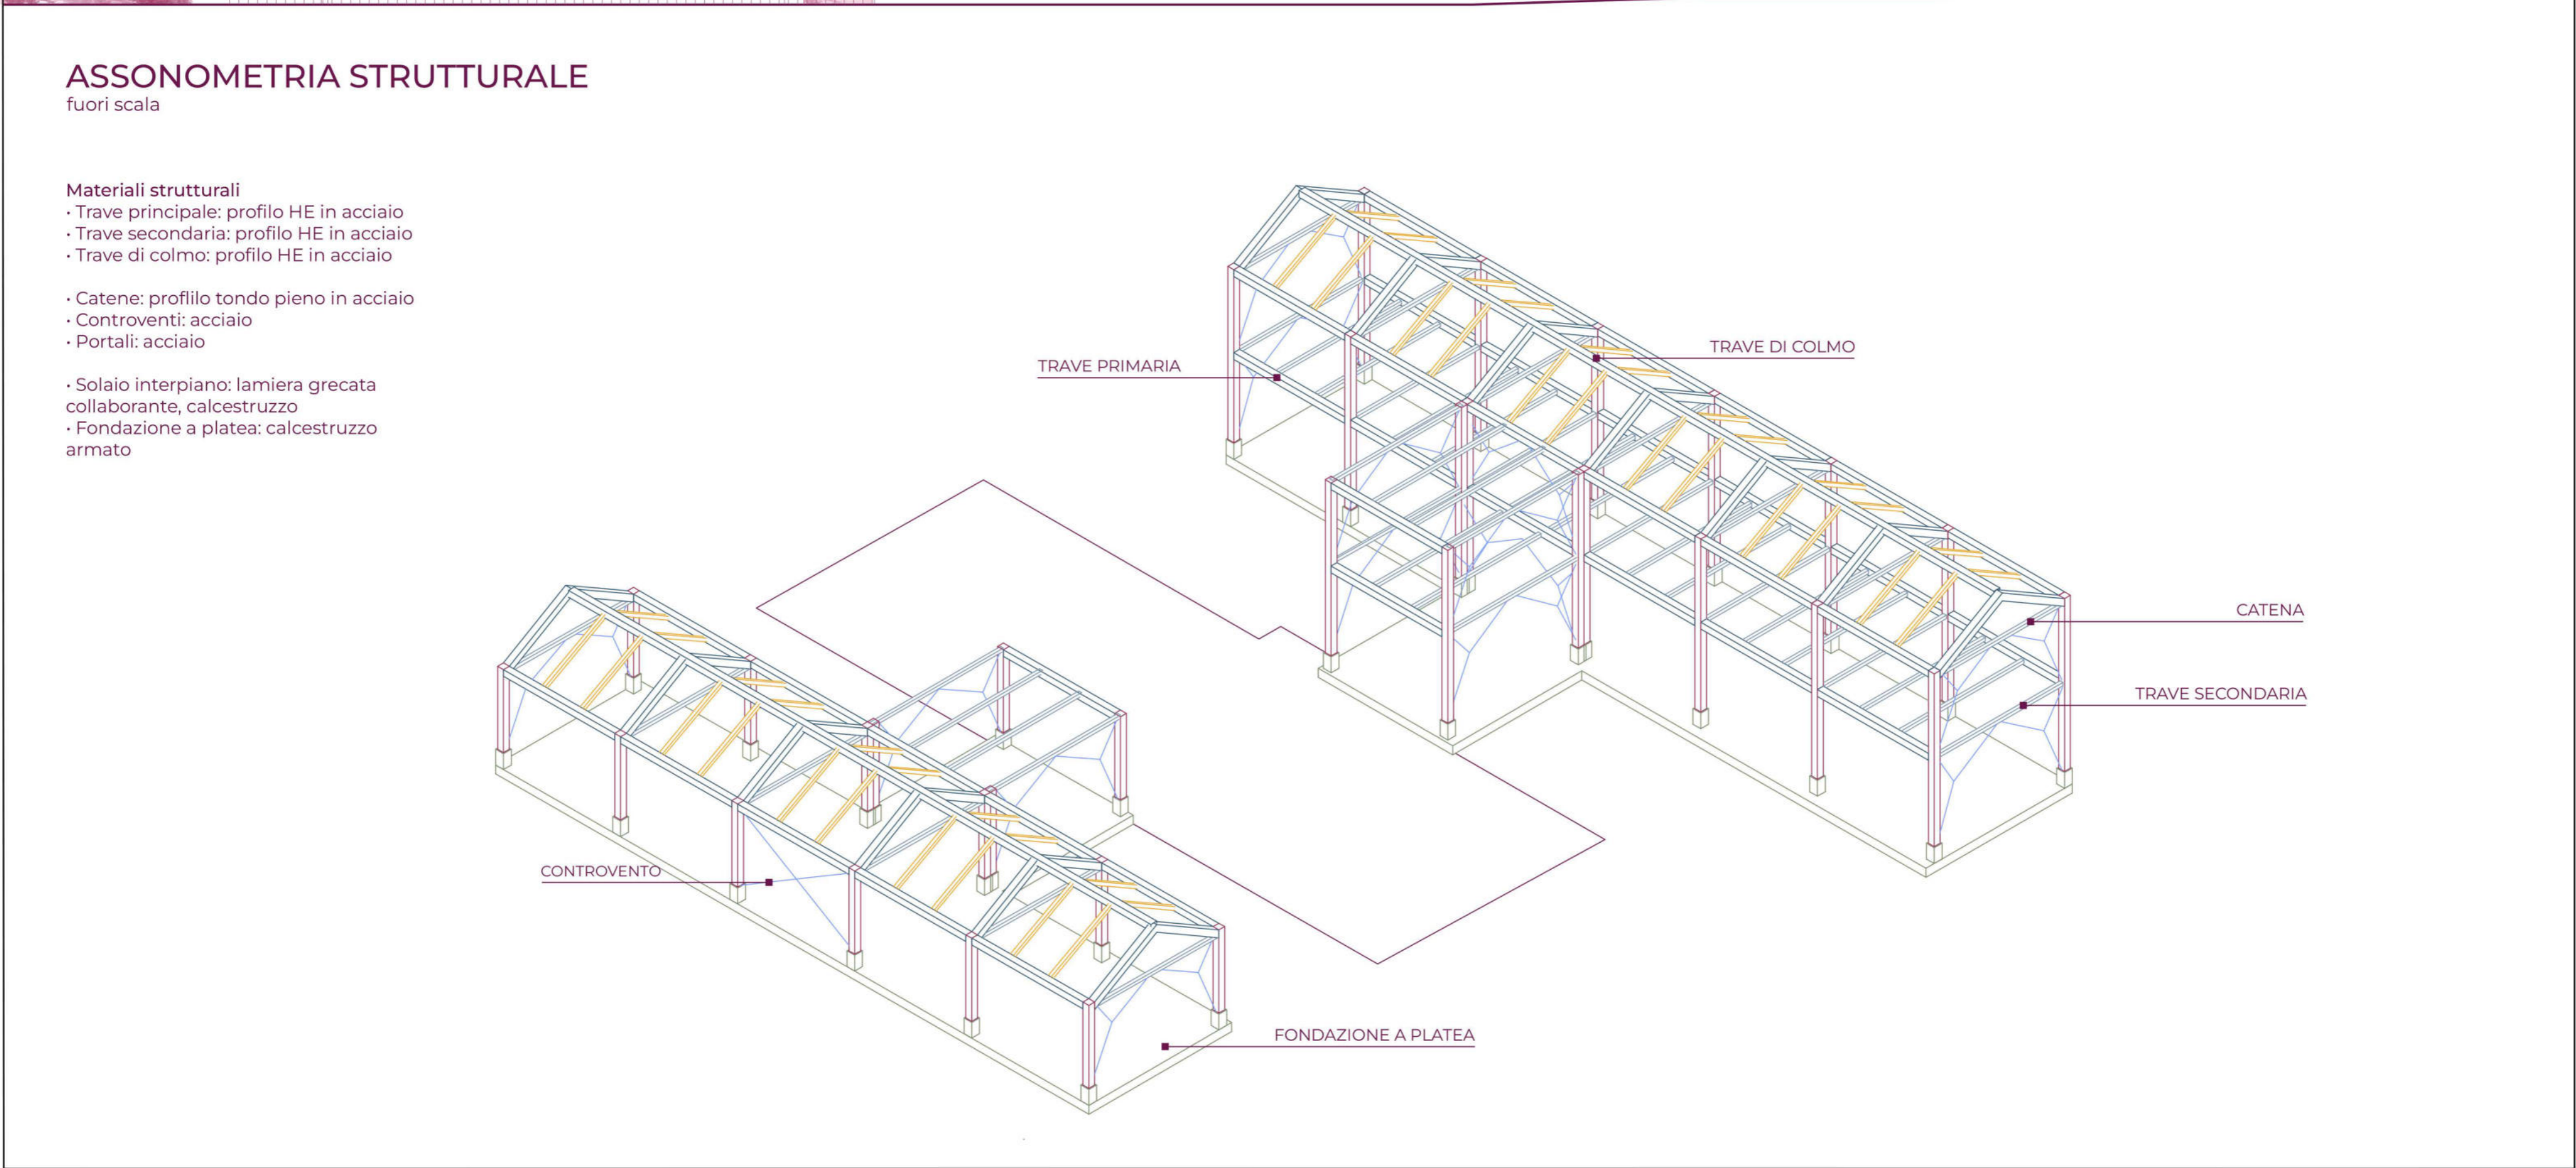 ASSONOMETRIA STRUTTURALE
fuori scala
Materiali strutturali
• Trave principale: profilo HE in acciaio
• Trave secondaria: profilo HE in acciaio
• Trave di colmo: profilo HE in acciaio
• Catene: proflilo tondo pieno in acciaio
• Controventi: acciaio
• Portali: acciaio
• Solaio interpiano: lamiera grecata
collaborante, calcestruzzo
• Fondazione a platea: calcestruzzo
armato
TRAVE DI COLMO
TRAVE PRIMARIA
CATENA
TRAVE SECONDARIA
CONTROVENTO
FONDAZIONE A PLATEA